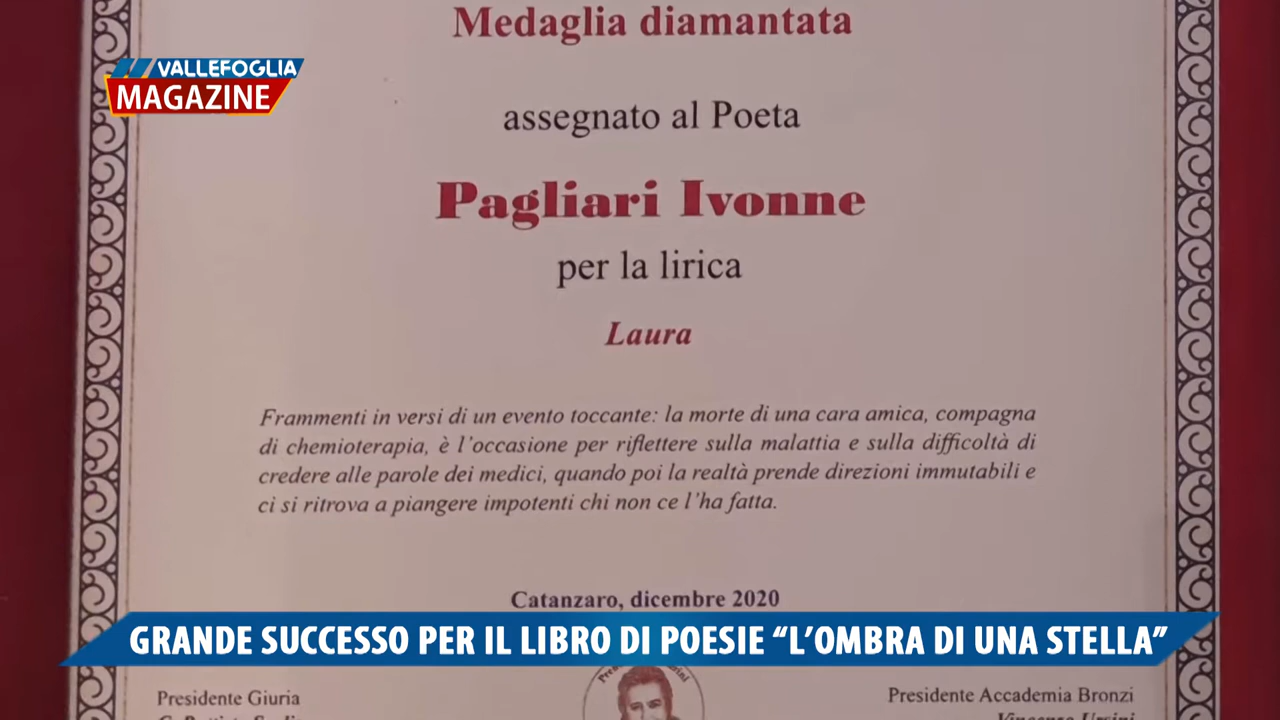 Medaglia diamantata
VALLEFOGLIA
MAGAZINE
assegnato al Poeta
Pagliari Ivonne
per la lirica
Laura
Frammenti in versi di un evento toccante: la morte di una cara amica, compagna
di chemioterapia, è l'occasione per riflettere sulla malattia e sulla difficoltà di
credere alle parole dei medici, quando poi la realtà prende direzioni immutabili e
ci si ritrova a piangere impotenti chi non ce l'ha fatta.
Catanzaro, dicembre 2020
GRANDE SUCCESSO PER IL LIBRO DI POESIE “L’OMBRA DI UNA STELLA”
Presidente Giuria
Presidente Accademia Bronzi
Vincenzo Ursini